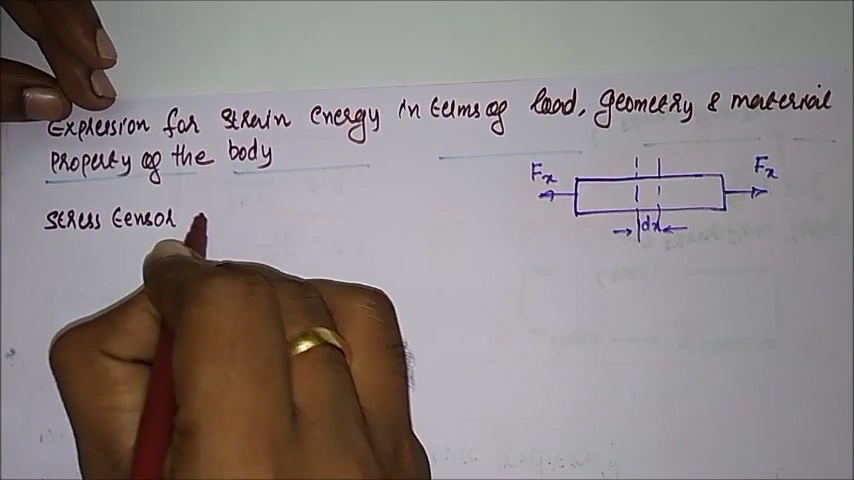 Expression for strain energy in terms of load, geometry & material
property of the body
Fx
Fx
dx
Stress tensor